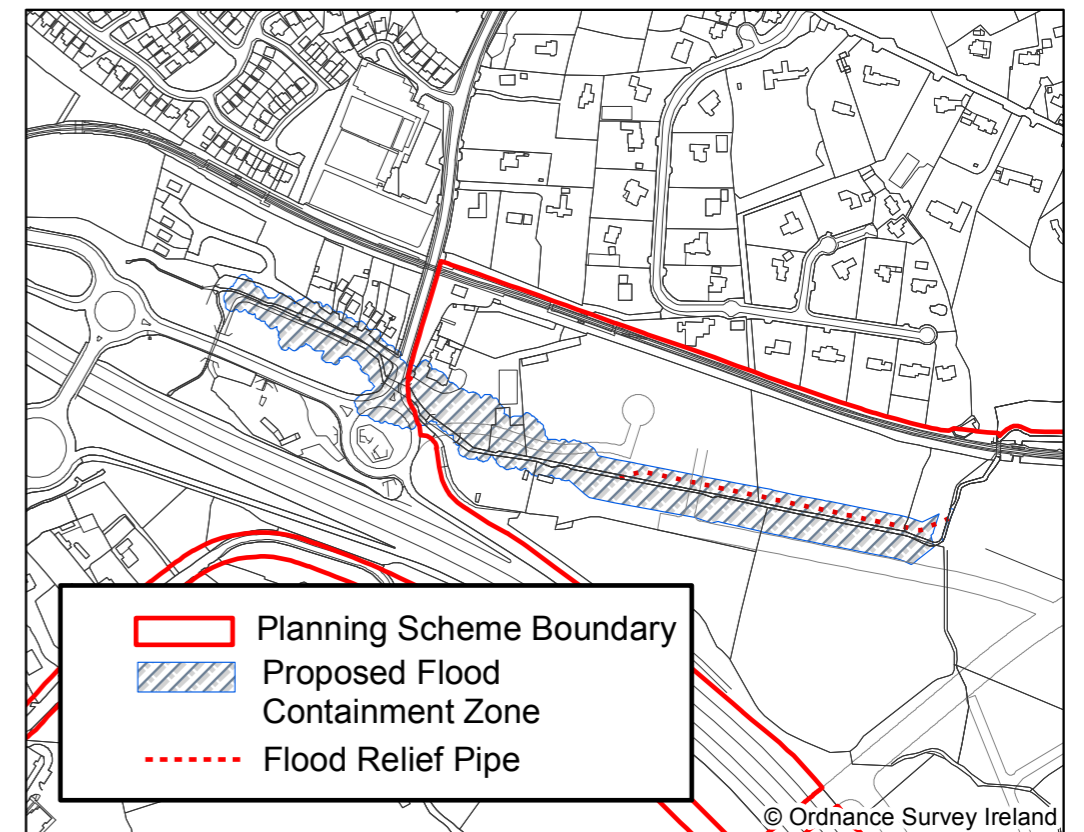 Planning Scheme Boundary
Proposed Flood
Containment Zone
Flood Relief Pipe
© Ordnance Survey Ireland